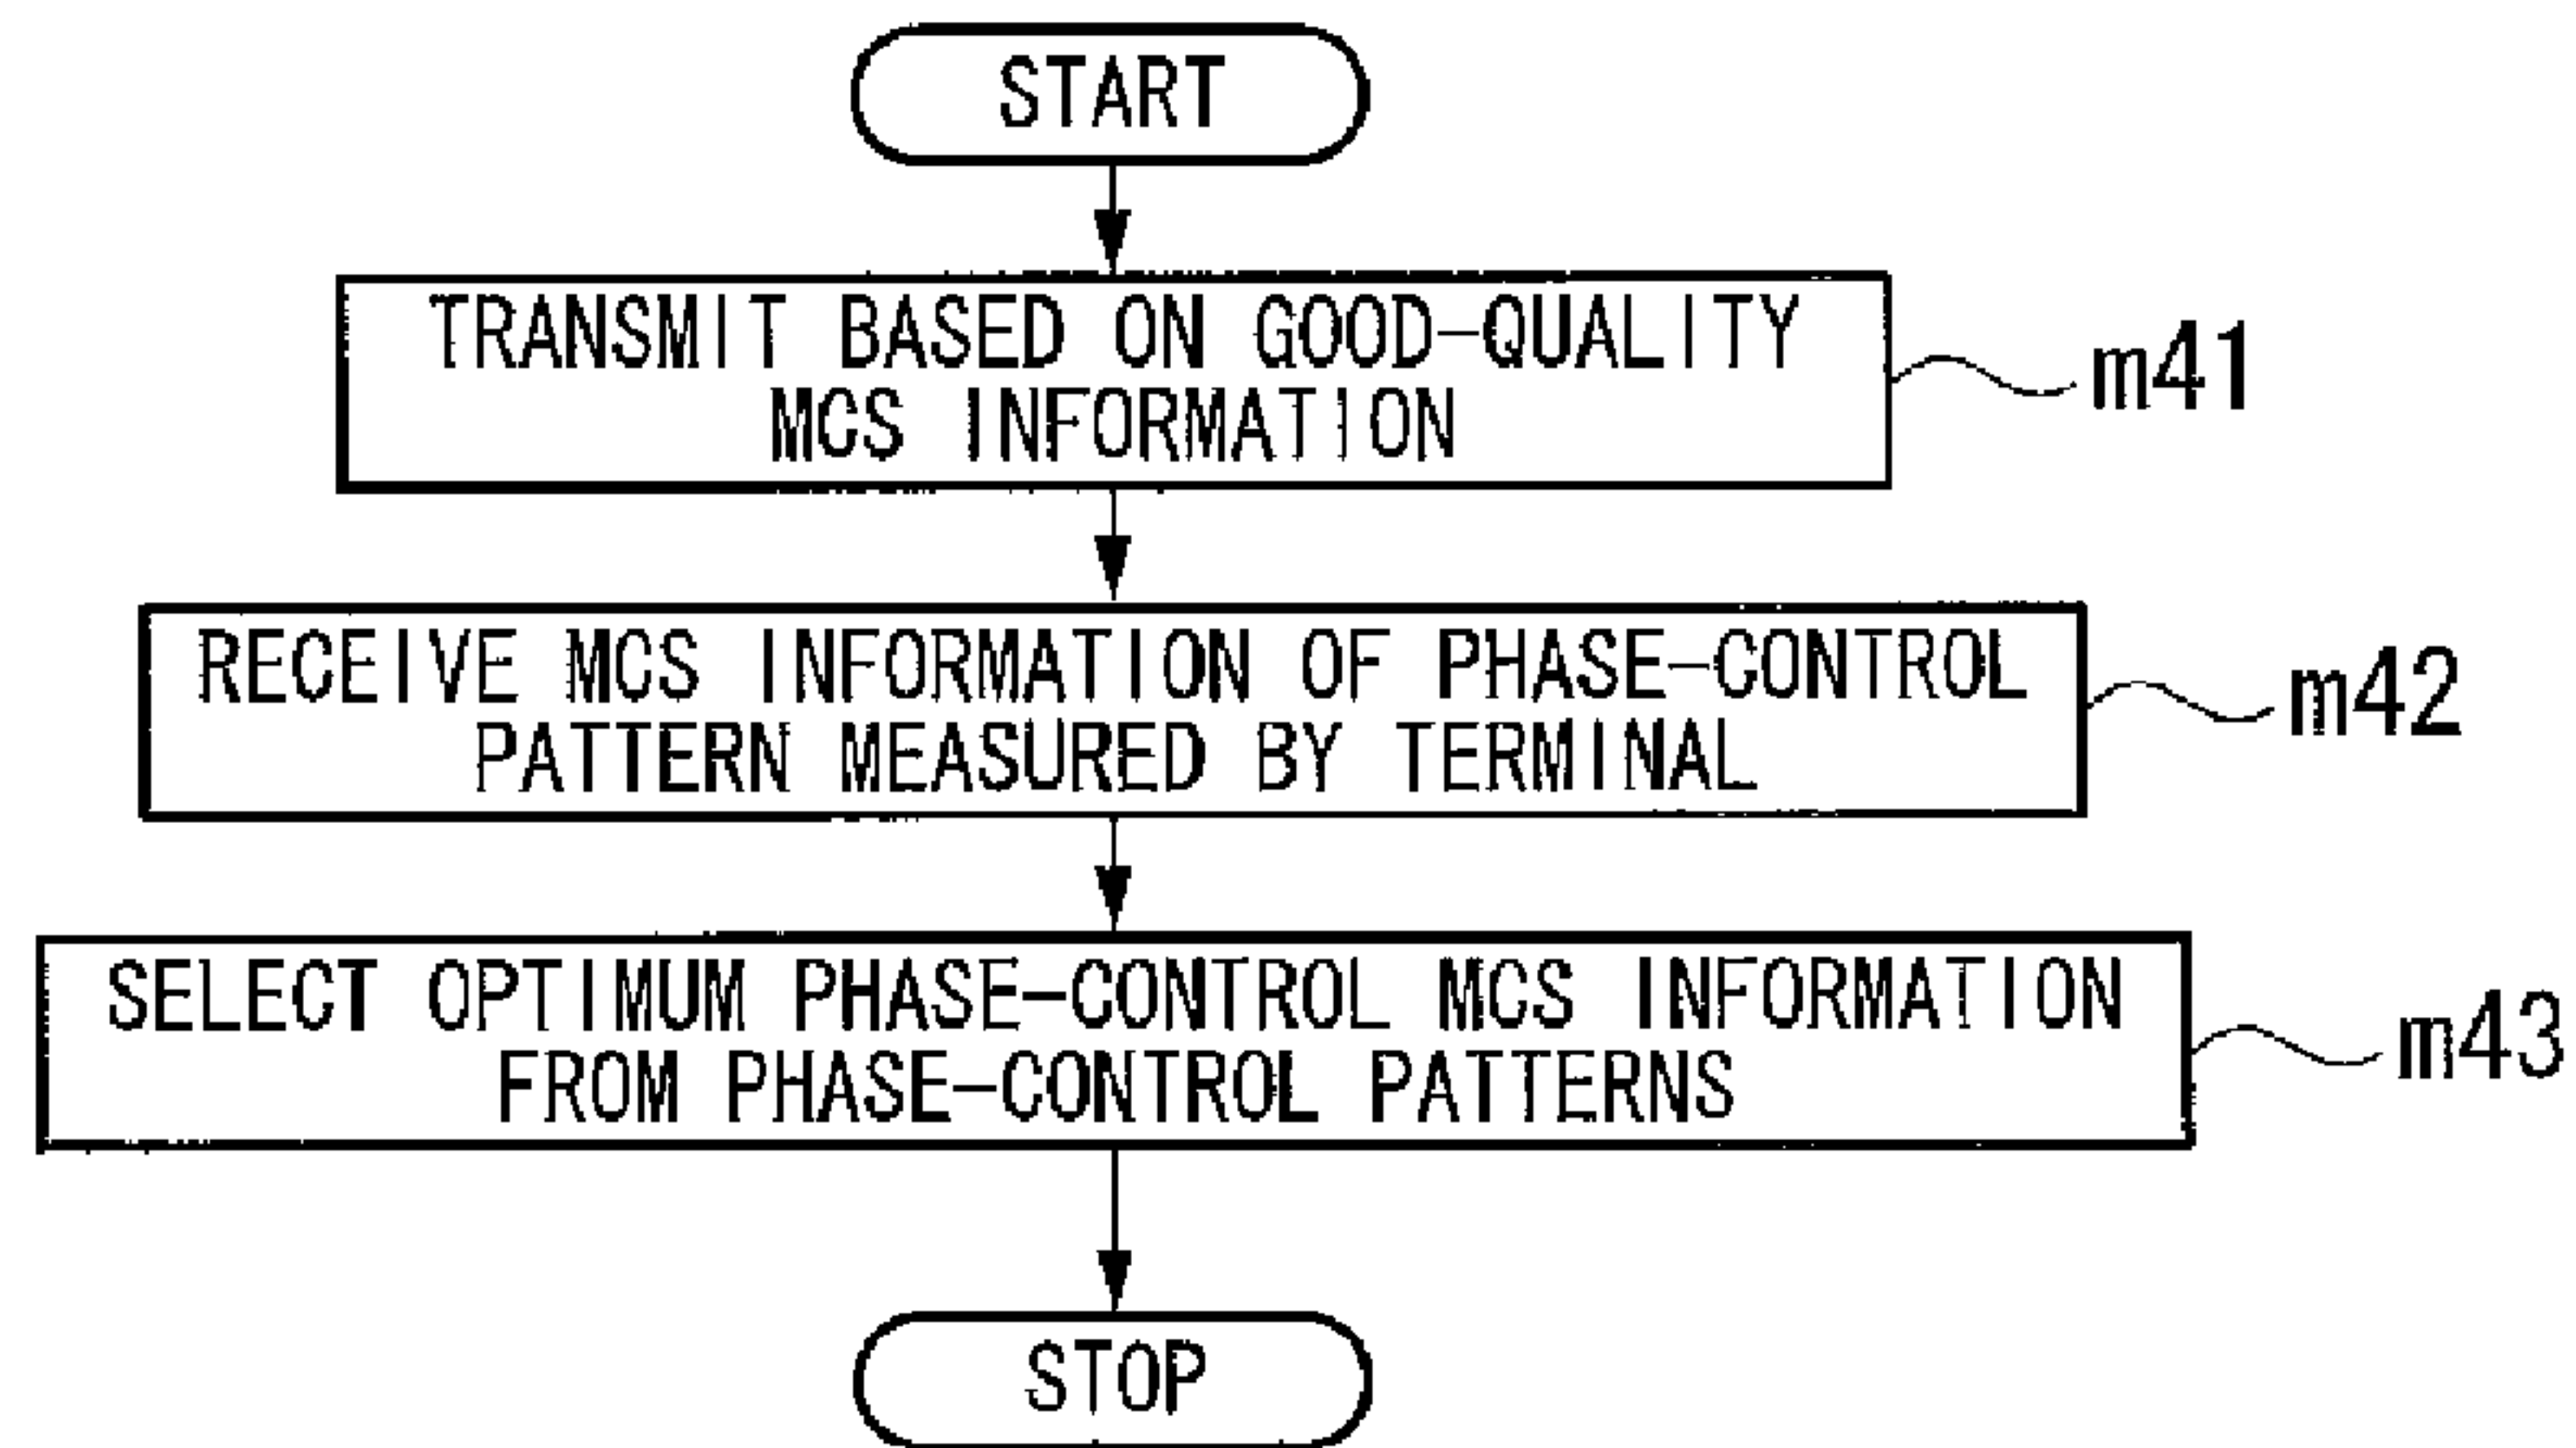 START
TRANSMIT BASED ON GOOD-QUALITY
MCS INFORMATION
m41
RECEIVE MCS INFORMATION OF PHASE-CONTROL
PATTERN MEASURED BY TERMINAL
m42
SELECT OPTIMUM PHASE-CONTROL MCS INFORMATION
FROM PHASE-CONTROL PATTERNS
m43
STOP